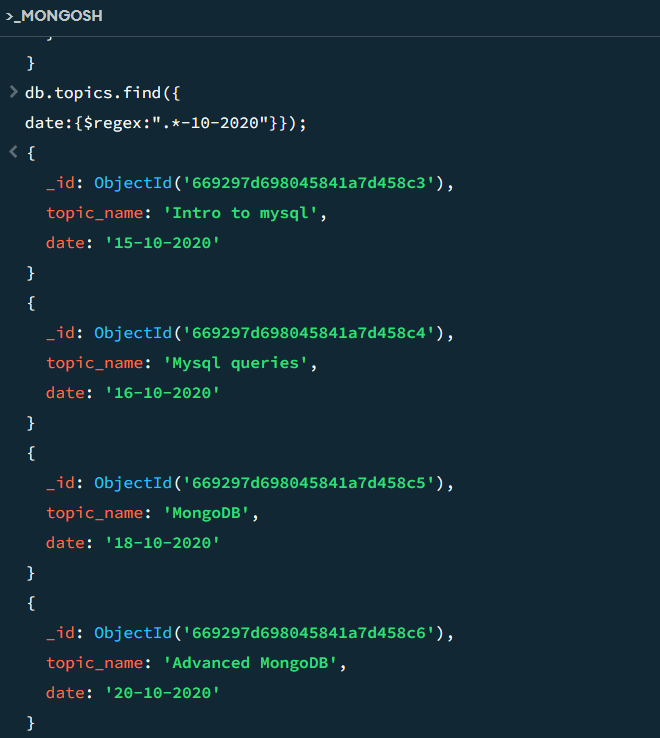 >_MONGOSH
}
> db.topics.find({
date:{$regex:".*-10-2020"}});
< {
_id: ObjectId('669297d698045841a7d458c3'),
topic_name: 'Intro to mysql',
date: '15-10-2020'
}
{
_id: ObjectId('669297d698045841a7d458c4'),
topic_name: 'Mysql queries',
date: '16-10-2020'
}
{
_id: ObjectId('669297d698045841a7d458c5'),
topic_name: 'MongoDB',
date: '18-10-2020'
}
{
_id: ObjectId('669297d698045841a7d458c6'),
topic_name: 'Advanced MongoDB',
date: '20-10-2020'
}